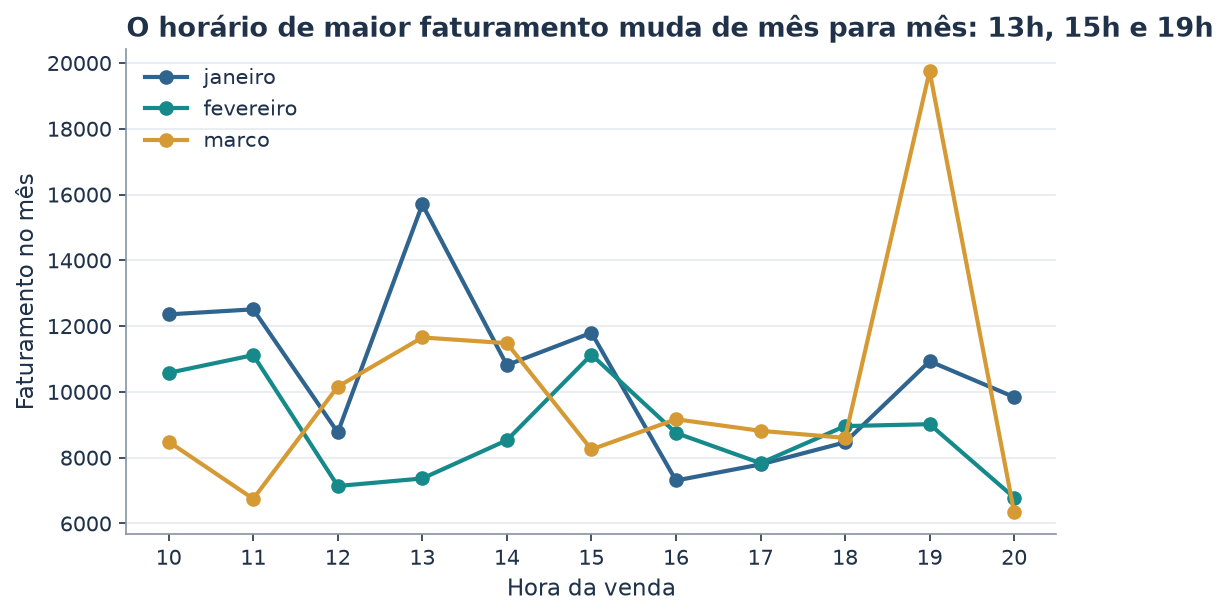 O horário de maior faturamento muda de mês para mês: 13h, 15h e 19h
janeiro
fevereiro
marco
Faturamento no mês
20000
18000
16000
14000
12000
10000
8000
6000
10 11 12 13 14 15 16 17 18 19 20
Hora da venda